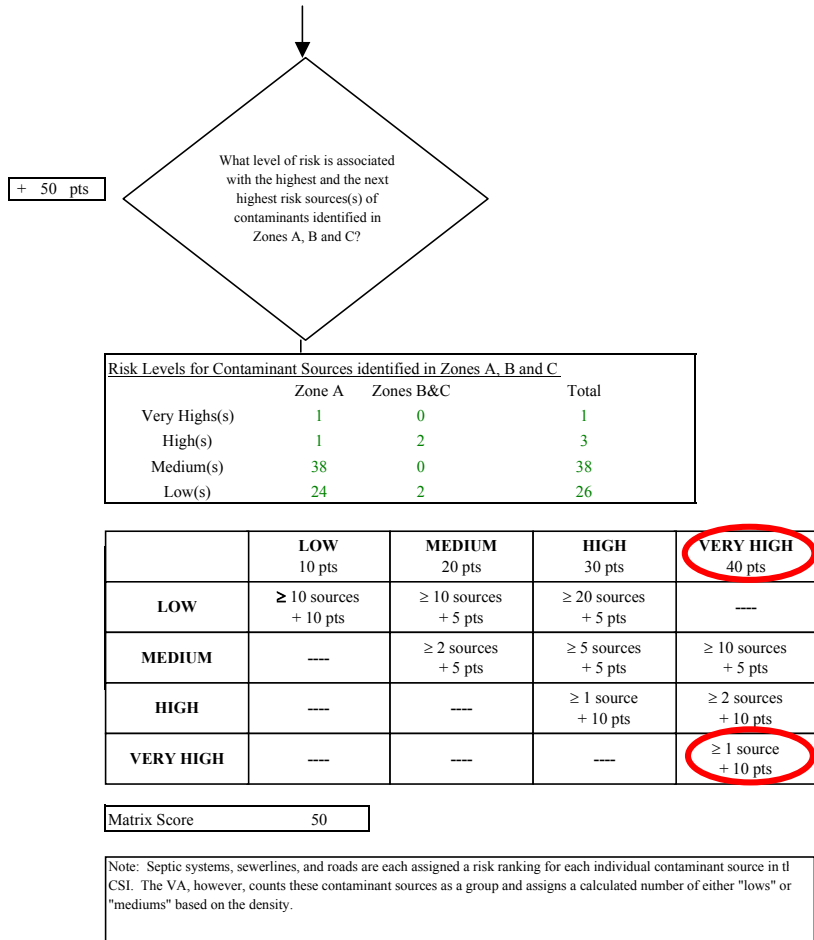 What level of risk is associated
with the highest and the next
highest risk sources(s) of
contaminants identified in
Zones A, B and C?
+ 50 pts
Risk Levels for Contaminant Sources identified in Zones A, B and C
Zone A Zones B&C Total
Very Highs(s) 1 0 1
High(s) 1 2 3
Medium(s) 38 0 38
Low(s) 24 2 26
LOW MEDIUM HIGH VERY HIGH
10 pts 20 pts 30 pts 40 pts
LOW ≥ 10 sources + 10 pts ≥ 10 sources + 5 pts ≥ 20 sources + 5 pts ----
MEDIUM ---- ≥ 2 sources + 5 pts ≥ 5 sources + 5 pts ≥ 10 sources + 5 pts
HIGH ---- ---- ≥ 1 source + 10 pts ≥ 2 sources + 10 pts
VERY HIGH ---- ---- ---- ≥ 1 source + 10 pts
Matrix Score 50
Note: Septic systems, sewerlines, and roads are each assigned a risk ranking for each individual contaminant source in
CSI. The VA, however, counts these contaminant sources as a group and assigns a calculated number of either "lows" or
"mediums" based on the density.